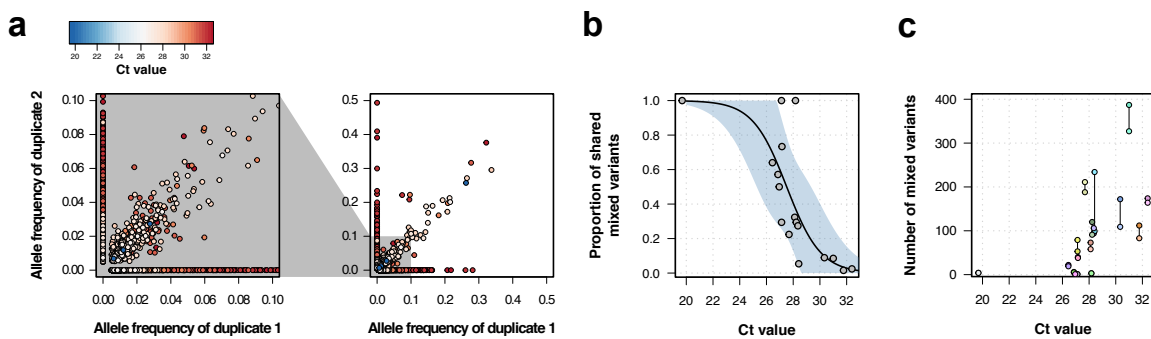 a
20 22 24 26 28 30 32
Ct value
Allele frequency of duplicate 2
0.10
0.08
0.06
0.04
0.02
0.00
0.00 0.02 0.04 0.06 0.08 0.10
Allele frequency of duplicate 1
0.5
0.4
0.3
0.2
0.1
0.0
0.0 0.1 0.2 0.3 0.4 0.5
Allele frequency of duplicate 1
b
Proportion of shared
mixed variants
1.0
0.8
0.6
0.4
0.2
0.0
20 22 24 26 28 30 32
Ct value
c
Number of mixed variants
400
300
200
100
0
20 22 24 26 28 30 32
Ct value